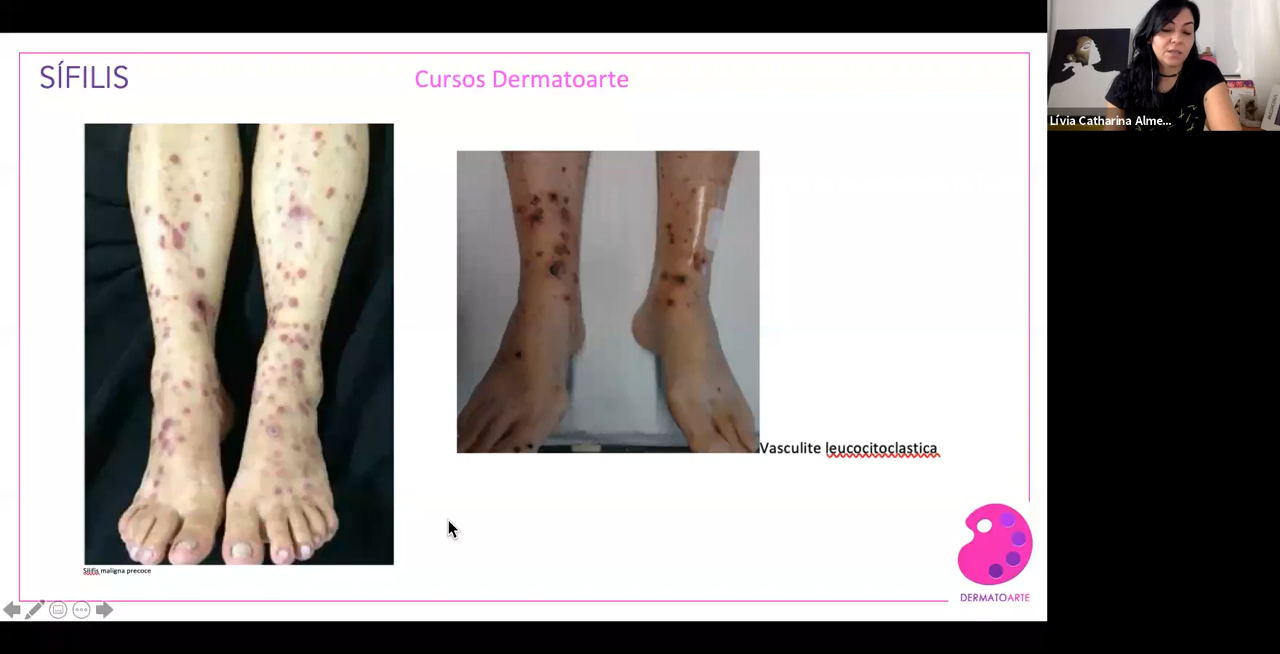 SÍFILIS
Cursos Dermatoarte
Lívia Catharina Alme...
Vasculite leucocitoclastica
Sífilis maligna precoce
DERMATOARTE